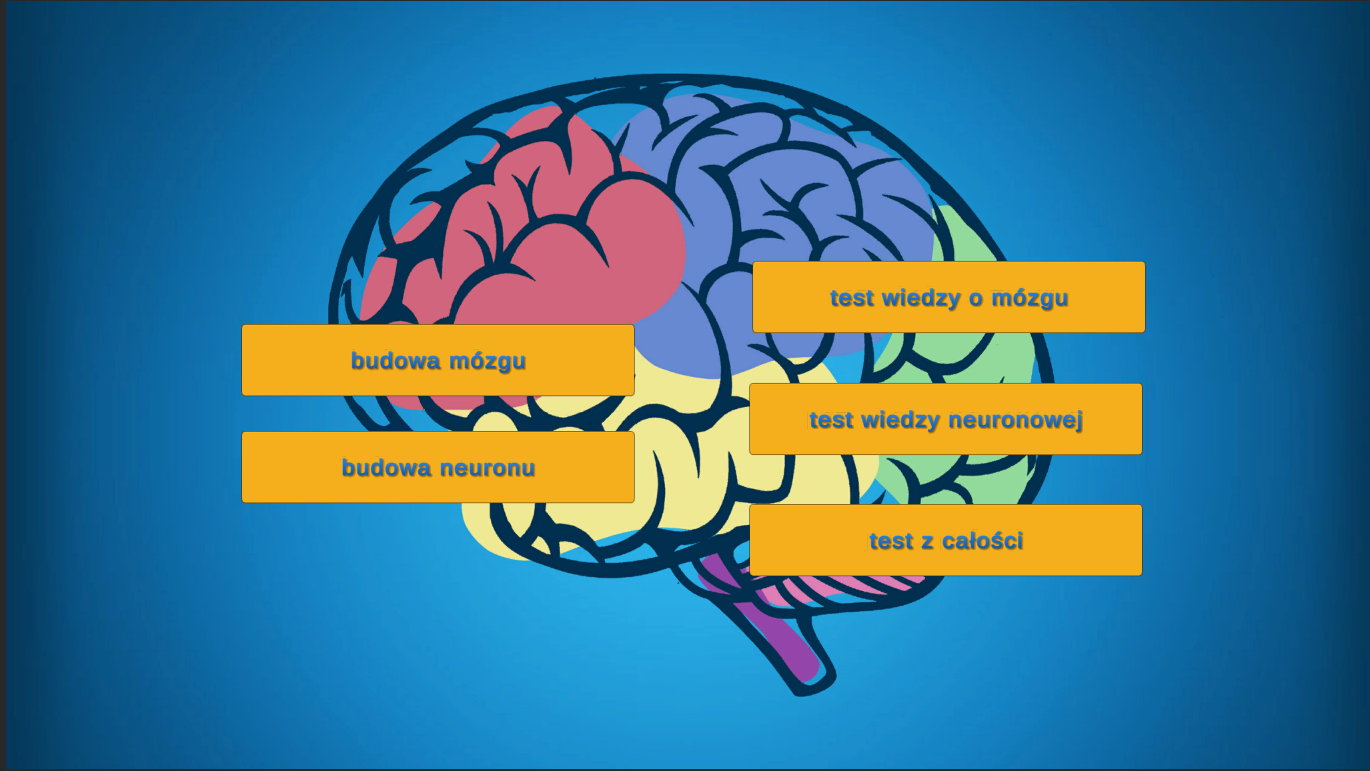 budowa mózgu
budowa neuronu
test wiedzy o mózgu
test wiedzy neuronowej
test z całości